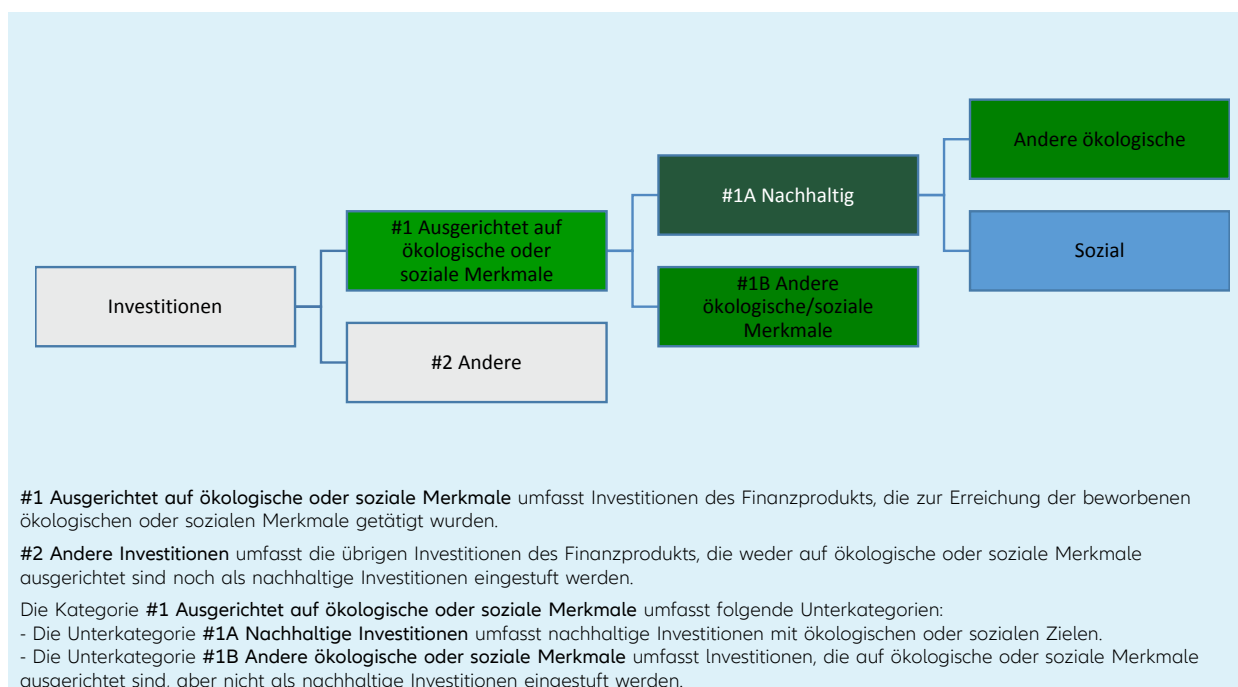 Andere ökologische
#1A Nachhaltig
#1 Ausgerichtet auf
ökologische oder
soziale Merkmale
Sozial
Investitionen
#1B Andere
ökologische/soziale
Merkmale
#2 Andere
#1 Ausgerichtet auf ökologische oder soziale Merkmale umfasst Investitionen des Finanzprodukts, die zur Erreichung der beworbenen
ökologischen oder sozialen Merkmale getätigt wurden.
#2 Andere Investitionen umfasst die übrigen Investitionen des Finanzprodukts, die weder auf ökologische oder soziale Merkmale
ausgerichtet sind noch als nachhaltige Investitionen eingestuft werden.
Die Kategorie #1 Ausgerichtet auf ökologische oder soziale Merkmale umfasst folgende Unterkategorien:
- Die Unterkategorie #1A Nachhaltige Investitionen umfasst nachhaltige Investitionen mit ökologischen oder sozialen Zielen.
- Die Unterkategorie #1B Andere ökologische oder soziale Merkmale umfasst Investitionen, die auf ökologische oder soziale Merkmale
ausgerichtet sind, aber nicht als nachhaltige Investitionen eingestuft werden.